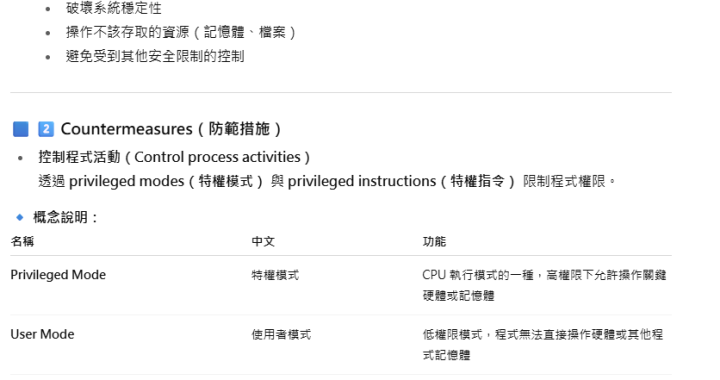 • 破壞系統穩定性
• 操作不該存取的資源（記憶體、檔案）
• 避免受到其他安全限制的控制
🟦 2️⃣ Countermeasures（防範措施）
• 控制程式活動（Control process activities）
透過 privileged modes（特權模式） 與 privileged instructions（特權指令） 限制程式權限。
🔹 概念說明：
名稱 中文 功能
Privileged Mode 特權模式 CPU 執行模式的一種，高權限下允許操作關鍵
硬體或記憶體
User Mode 使用者模式 低權限模式，程式無法直接操作硬體或其他程
式記憶體